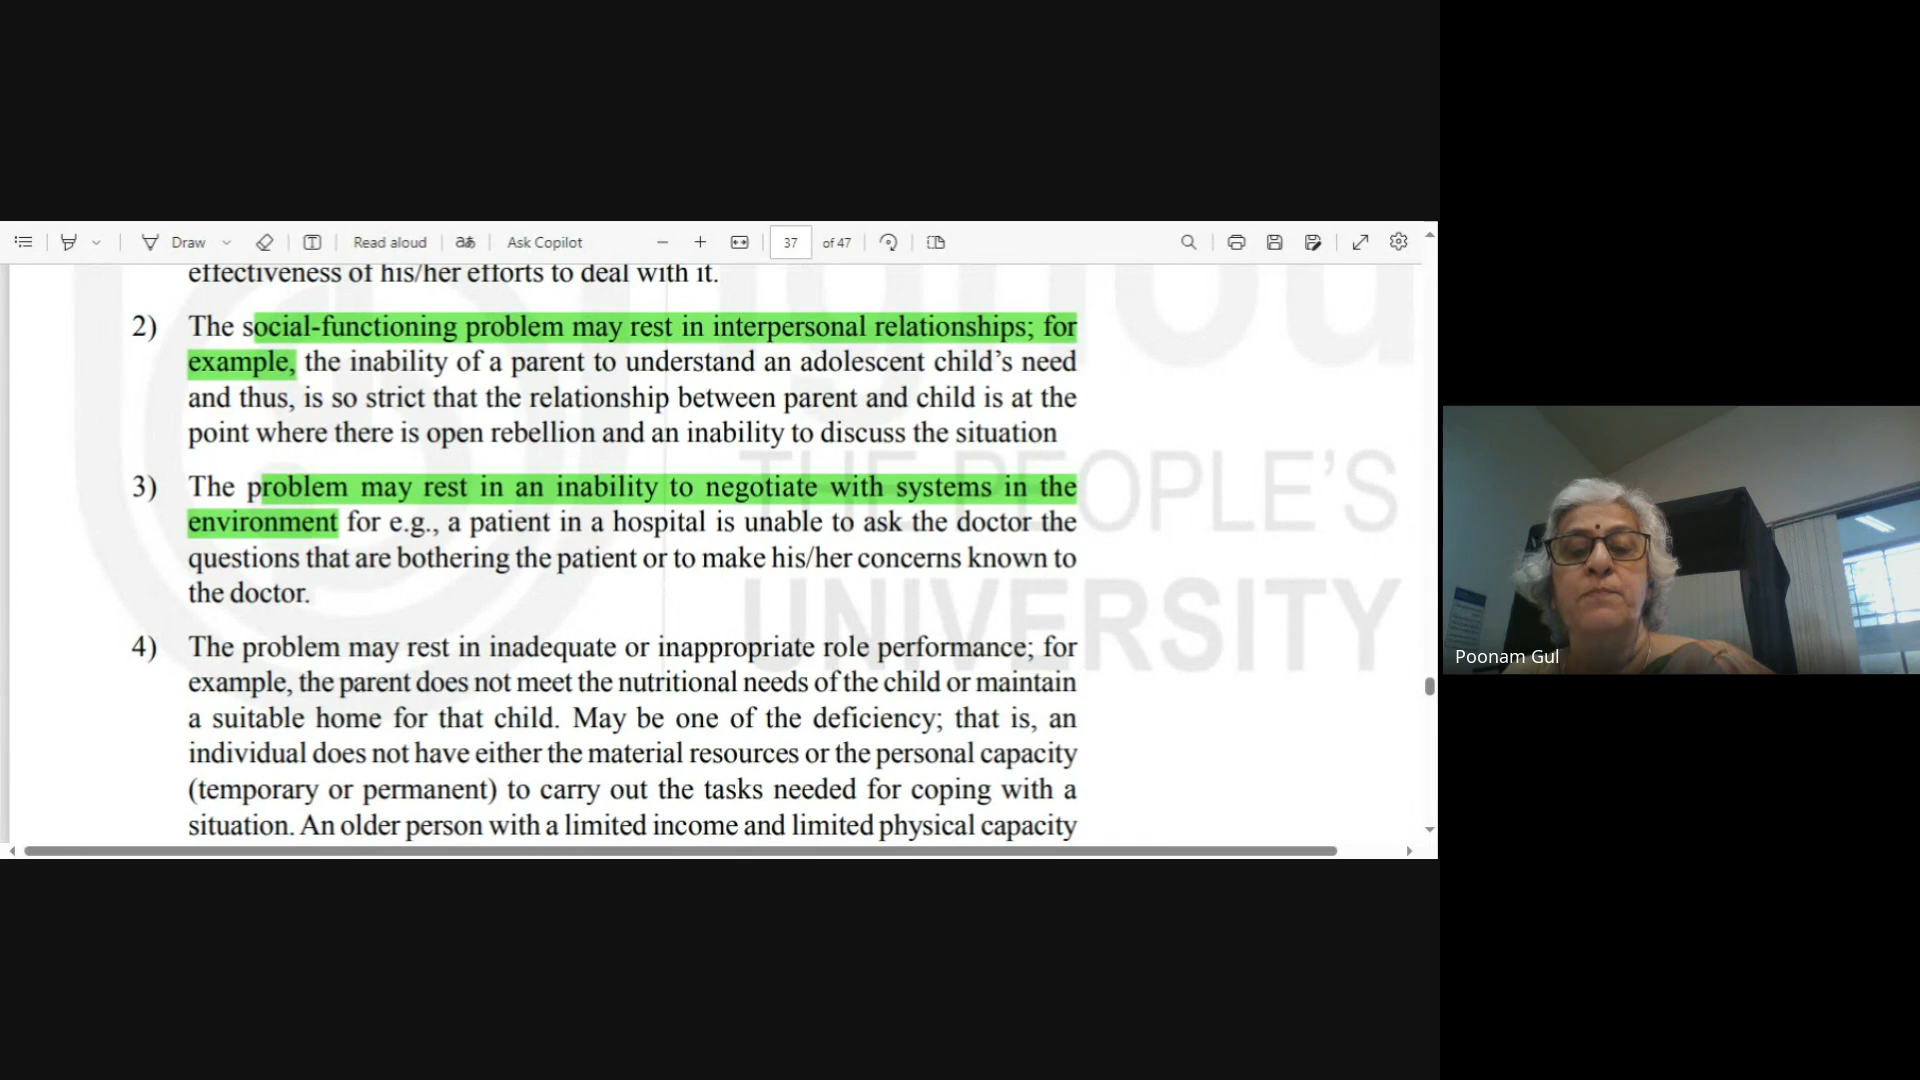 Draw
Read aloud
aあ
Ask Copilot
37 of 47
effectiveness of his/her efforts to deal with it.
2) The social-functioning problem may rest in interpersonal relationships; for
example, the inability of a parent to understand an adolescent child’s need
and thus, is so strict that the relationship between parent and child is at the
point where there is open rebellion and an inability to discuss the situation
3) The problem may rest in an inability to negotiate with systems in the
environment for e.g., a patient in a hospital is unable to ask the doctor the
questions that are bothering the patient or to make his/her concerns known to
the doctor.
4) The problem may rest in inadequate or inappropriate role performance; for
example, the parent does not meet the nutritional needs of the child or maintain
a suitable home for that child. May be one of the deficiency; that is, an
individual does not have either the material resources or the personal capacity
(temporary or permanent) to carry out the tasks needed for coping with a
situation. An older person with a limited income and limited physical capacity
THE PEOPLE’S
UNIVERSITY
Poonam Gul